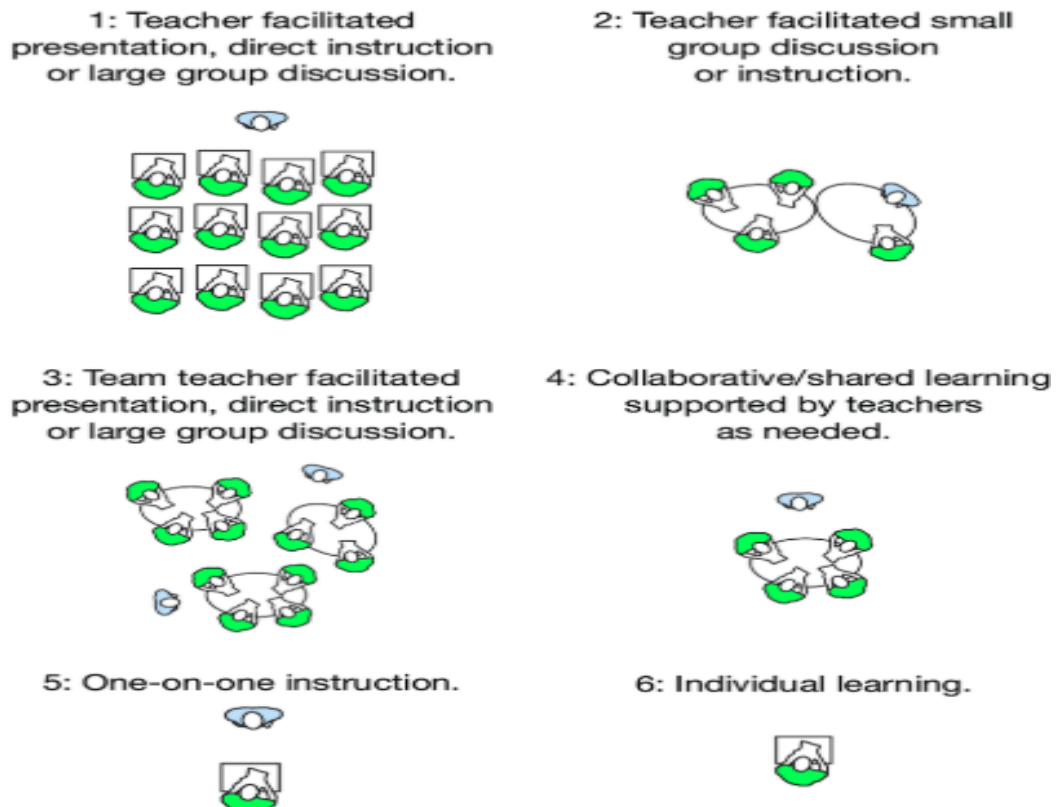 1: Teacher facilitated
presentation, direct instruction
or large group discussion.
2: Teacher facilitated small
group discussion
or instruction.
3: Team teacher facilitated
presentation, direct instruction
or large group discussion.
4: Collaborative/shared learning
supported by teachers
as needed.
5: One-on-one instruction.
6: Individual learning.